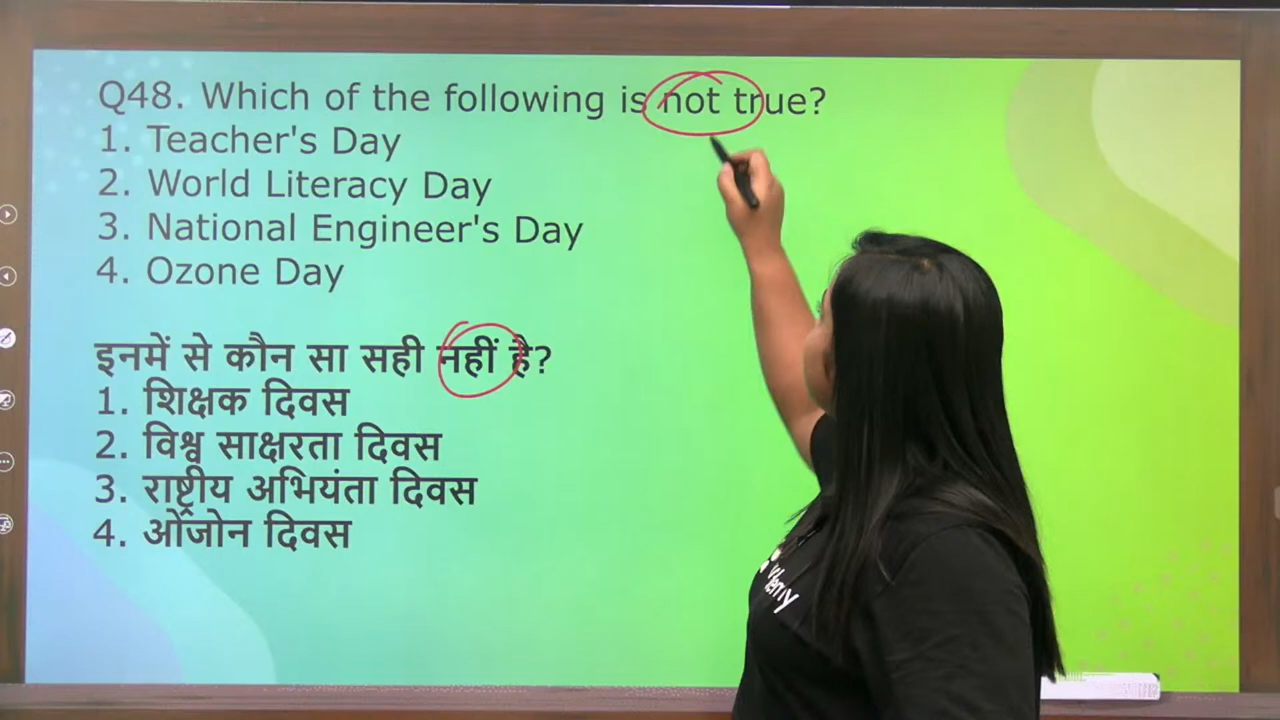 Q48. Which of the following is not true?
1. Teacher's Day
2. World Literacy Day
3. National Engineer's Day
4. Ozone Day
इनमें से कौन सा सही नहीं है?
1. शिक्षक दिवस
2. विश्व साक्षरता दिवस
3. राष्ट्रीय अभियंता दिवस
4. ओजोन दिवस